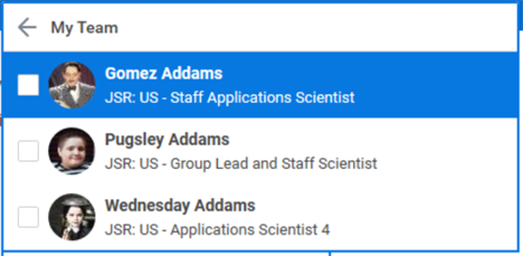 My Team
Gomez Addams
JSR: US - Staff Applications Scientist
Pugsley Addams
JSR: US - Group Lead and Staff Scientist
Wednesday Addams
JSR: US - Applications Scientist 4